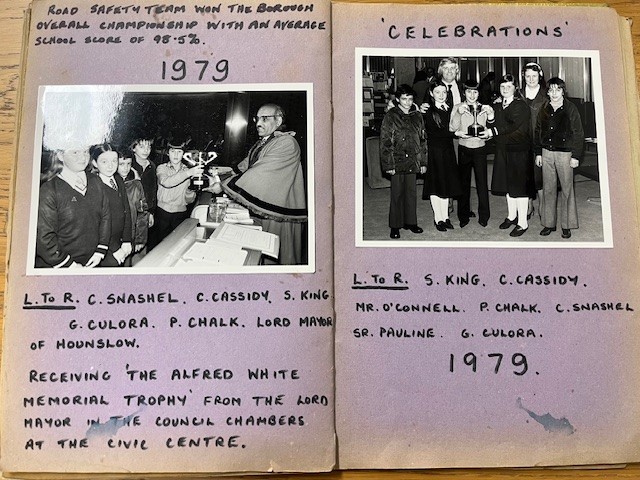 ROAD SAFETY TEAM WON THE BOROUGH
OVERALL CHAMPIONSHIP WITH AN AVERAGE
SCHOOL SCORE OF 98.5%.
1979
L. TO R. C. SNASHEL. C. CASSIDY. S. KING
G. CULORA. P. CHALK. LORD MAYOR
OF HOUNSLOW.
RECEIVING 'THE ALFRED WHITE
MEMORIAL TROPHY' FROM THE LORD
MAYOR IN THE COUNCIL CHAMBERS
AT THE CIVIC CENTRE.
'CELEBRATIONS'
L. TO R. S. KING. C. CASSIDY.
MR. O'CONNELL. P. CHALK. C. SNASHEL
SR. PAULINE. G. CULORA.
1979.